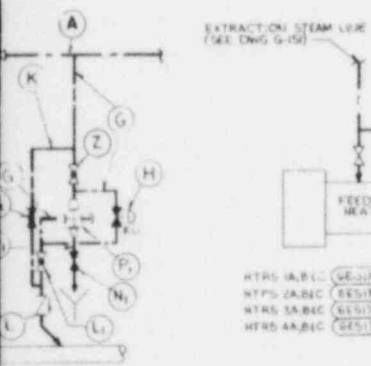 A
EXTRACTION STEAM LINE
(SEE DWG G-151)
K
G
Z
G
H
P1
N1
L1
FEED
HEAT
HTRS 1A,B&C
HTRS 2A,B&C
HTRS 3A,B&C
HTRS 4A,B&C